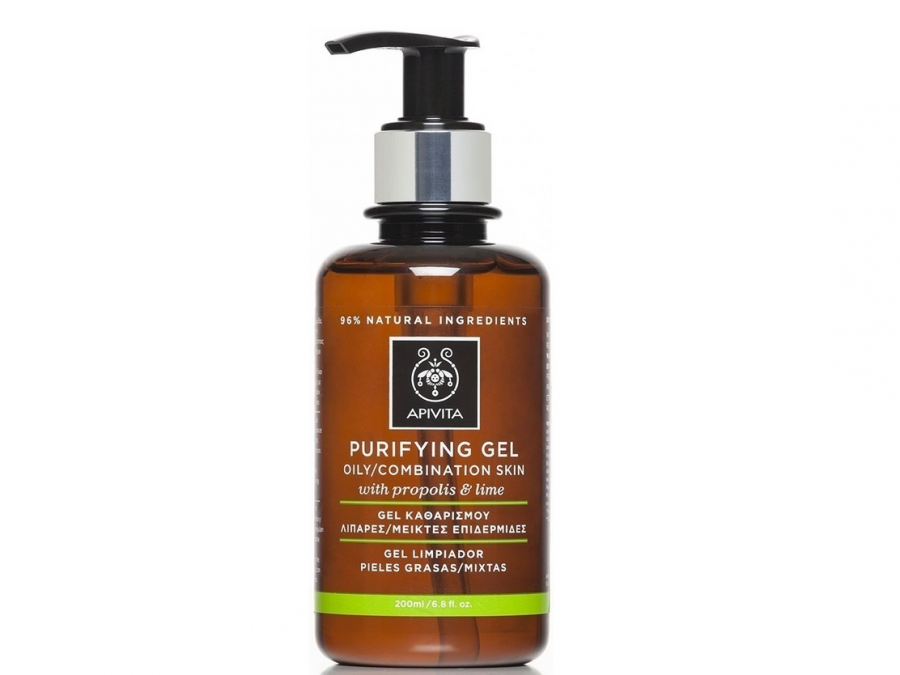 96% NATURAL INGREDIENTS
APIVITA
PURIFYING GEL
OILY/COMBINATION SKIN
with propolis & lime
GEL ΚΑΘΑΡΙΣΜΟΥ
ΛΙΠΑΡΕΣ/ΜΕΙΚΤΕΣ ΕΠΙΔΕΡΜΙΔΕΣ
GEL LIMPIADOR
PIELES GRASAS/MIXTAS
200ml/6.8 fl. oz.